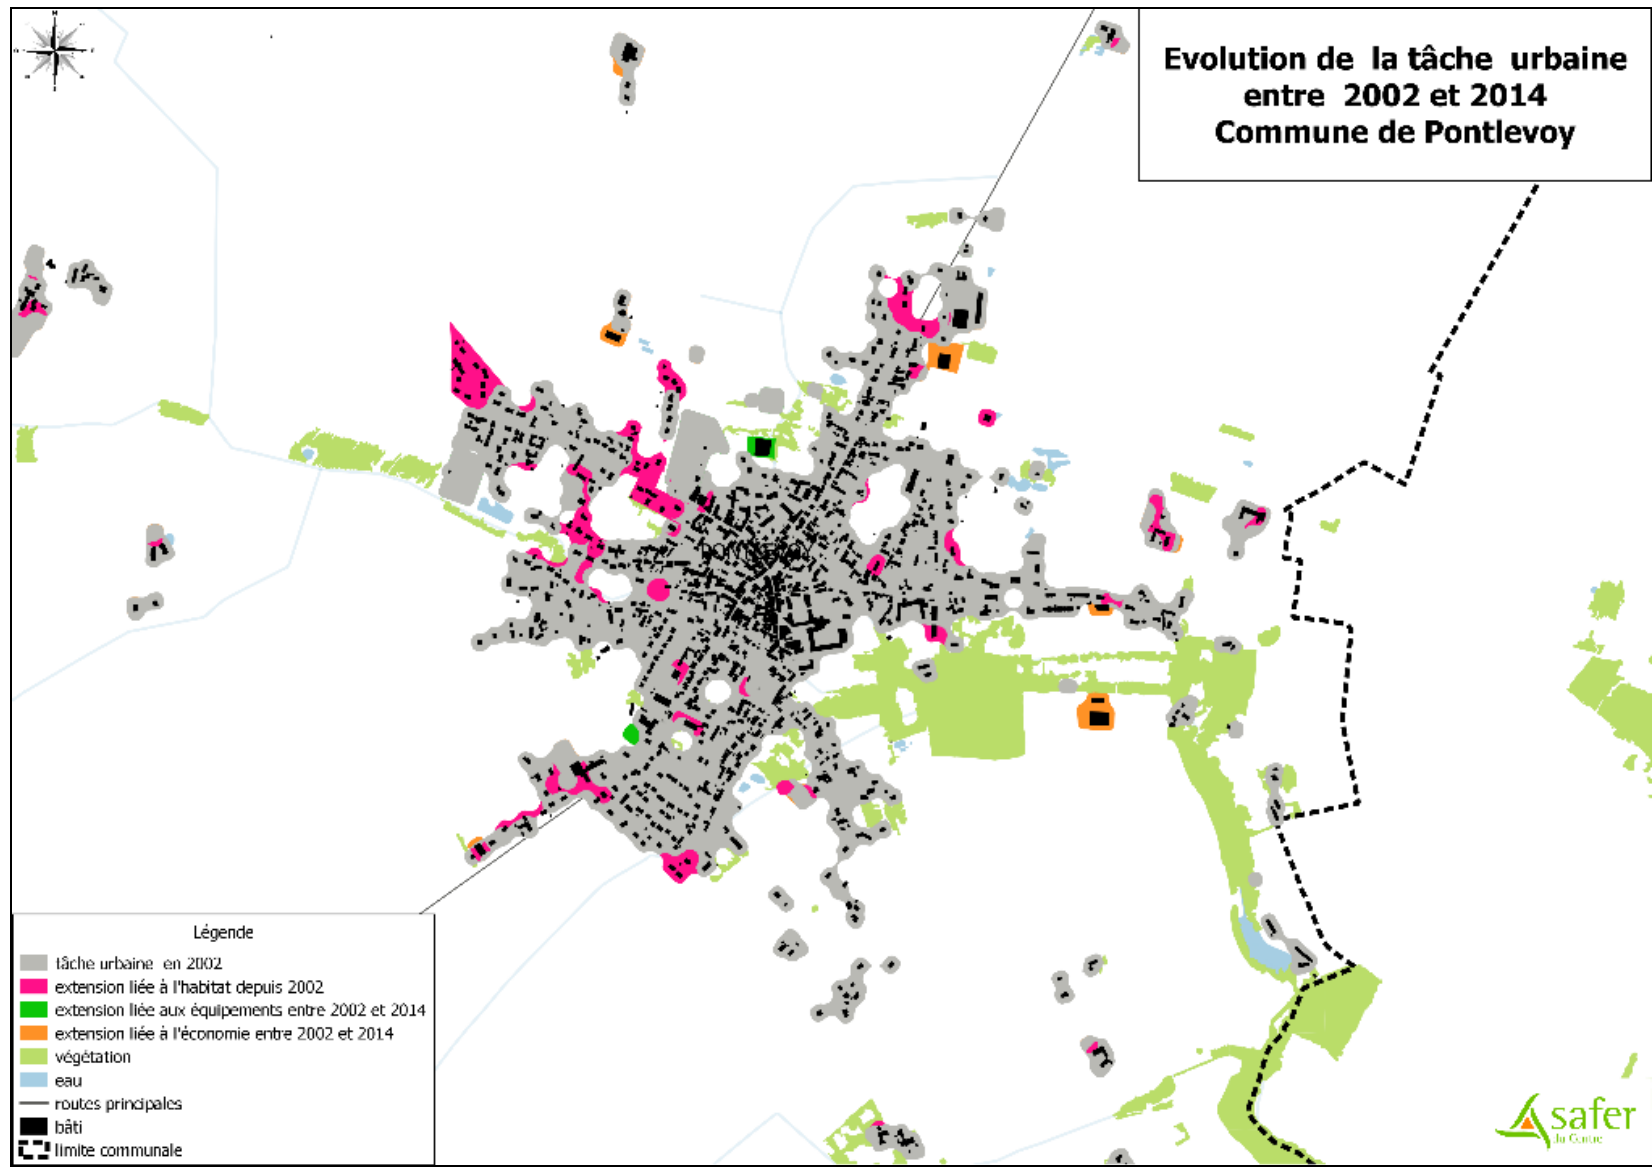 Evolution de la tâche urbaine
entre 2002 et 2014
Commune de Pontlevoy
Légende
tâche urbaine en 2002
extension liée à l'habitat depuis 2002
extension liée aux équipements entre 2002 et 2014
extension liée à l'économie entre 2002 et 2014
végétation
eau
routes principales
bâti
limite communale
safer
du Centre